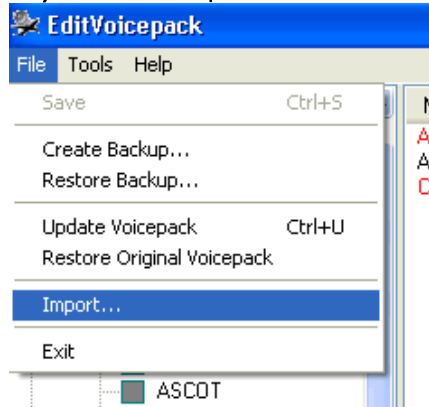 EditVoicepack
File Tools Help
Save Ctrl+S
Create Backup...
Restore Backup...
Update Voicepack Ctrl+U
Restore Original Voicepack
Import...
Exit
ASCOT